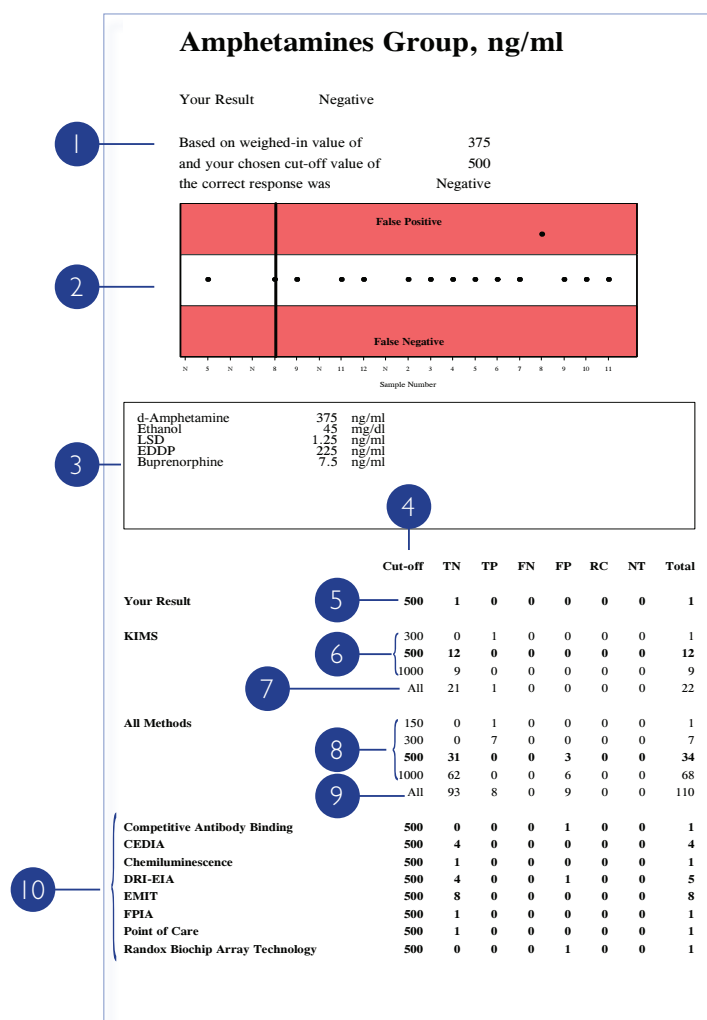 Amphetamines Group, ng/ml
Your Result Negative
1
Based on weighed-in value of 375
and your chosen cut-off value of 500
the correct response was Negative
2
False Positive
False Negative
N 5 N N 8 9 N 11 12 N 2 3 4 5 6 7 8 9 10 11
Sample Number
3
d-Amphetamine 375 ng/ml
Ethanol 45 mg/dl
LSD 1.25 ng/ml
EDDP 225 ng/ml
Buprenorphine 7.5 ng/ml
4
Cut-off TN TP FN FP RC NT Total
Your Result 5 500 1 0 0 0 0 0 1
KIMS 300 0 1 0 0 0 0 1
6 500 12 0 0 0 0 0 12
1000 9 0 0 0 0 0 9
7 All 21 1 0 0 0 0 22
All Methods 150 0 1 0 0 0 0 1
8 300 0 7 0 0 0 0 7
500 31 0 0 3 0 0 34
1000 62 0 0 6 0 0 68
9 All 93 8 0 9 0 0 110
10
Competitive Antibody Binding 500 0 0 0 1 0 0 1
CEDIA 500 4 0 0 0 0 0 4
Chemiluminescence 500 1 0 0 0 0 0 1
DRI-EIA 500 4 0 0 1 0 0 5
EMIT 500 8 0 0 0 0 0 8
FPIA 500 1 0 0 0 0 0 1
Point of Care 500 1 0 0 0 0 0 1
Randox Biochip Array Technology 500 0 0 0 1 0 0 1